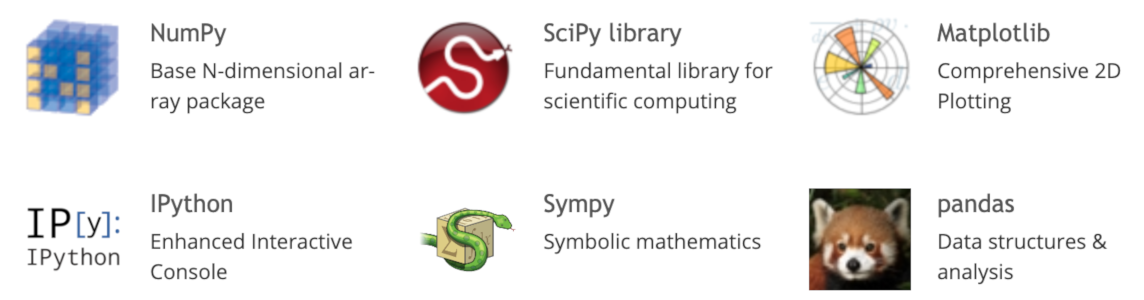 NumPy
Base N-dimensional ar-
ray package
SciPy library
Fundamental library for
scientific computing
Matplotlib
Comprehensive 2D
Plotting
IP[y]:
IPython
IPython
Enhanced Interactive
Console
Sympy
Symbolic mathematics
pandas
Data structures &
analysis